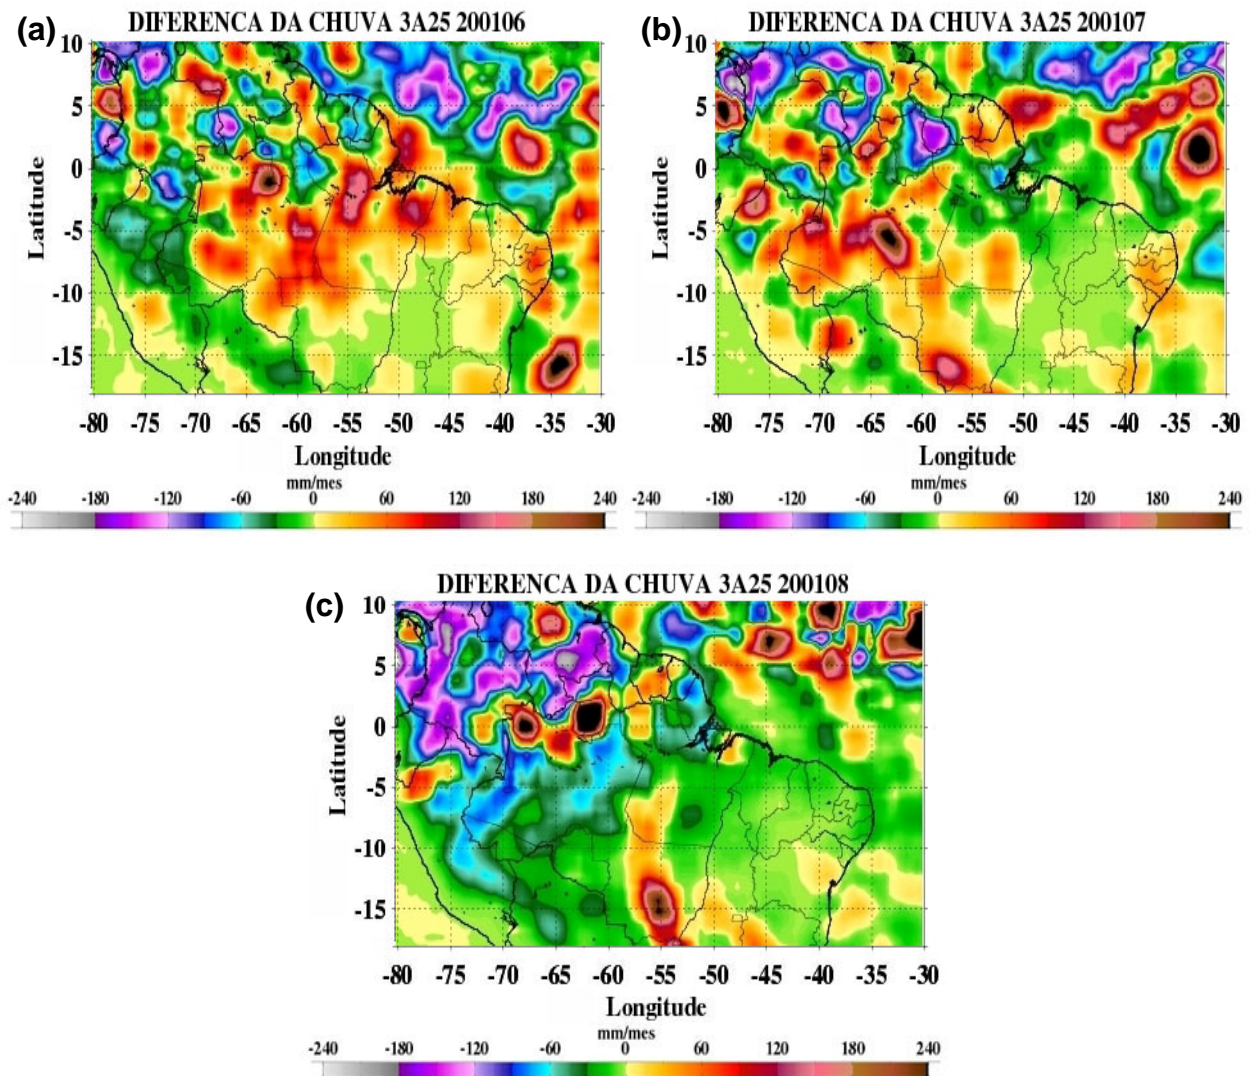 (a) DIFERENCA DA CHUVA 3A25 200106
10
5
0
-5
-10
-15
Latitude
-80 -75 -70 -65 -60 -55 -50 -45 -40 -35 -30
Longitude
mm/mes
-240 -180 -120 -60 0 60 120 180 240
(b) DIFERENCA DA CHUVA 3A25 200107
10
5
0
-5
-10
-15
Latitude
-80 -75 -70 -65 -60 -55 -50 -45 -40 -35 -30
Longitude
mm/mes
-240 -180 -120 -60 0 60 120 180 240
(c) DIFERENCA DA CHUVA 3A25 200108
10
5
0
-5
-10
-15
Latitude
-80 -75 -70 -65 -60 -55 -50 -45 -40 -35 -30
Longitude
mm/mes
-240 -180 -120 -60 0 60 120 180 240